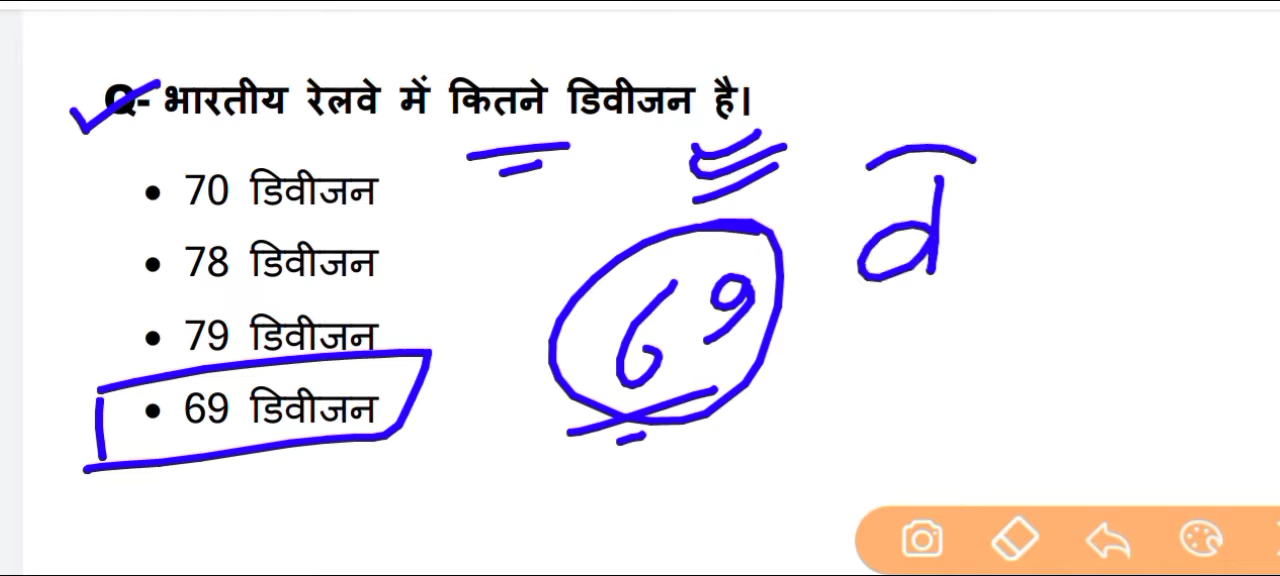 Q- भारतीय रेलवे में कितने डिवीजन है।
• 70 डिवीजन
• 78 डिवीजन
• 79 डिवीजन
• 69 डिवीजन
69
d